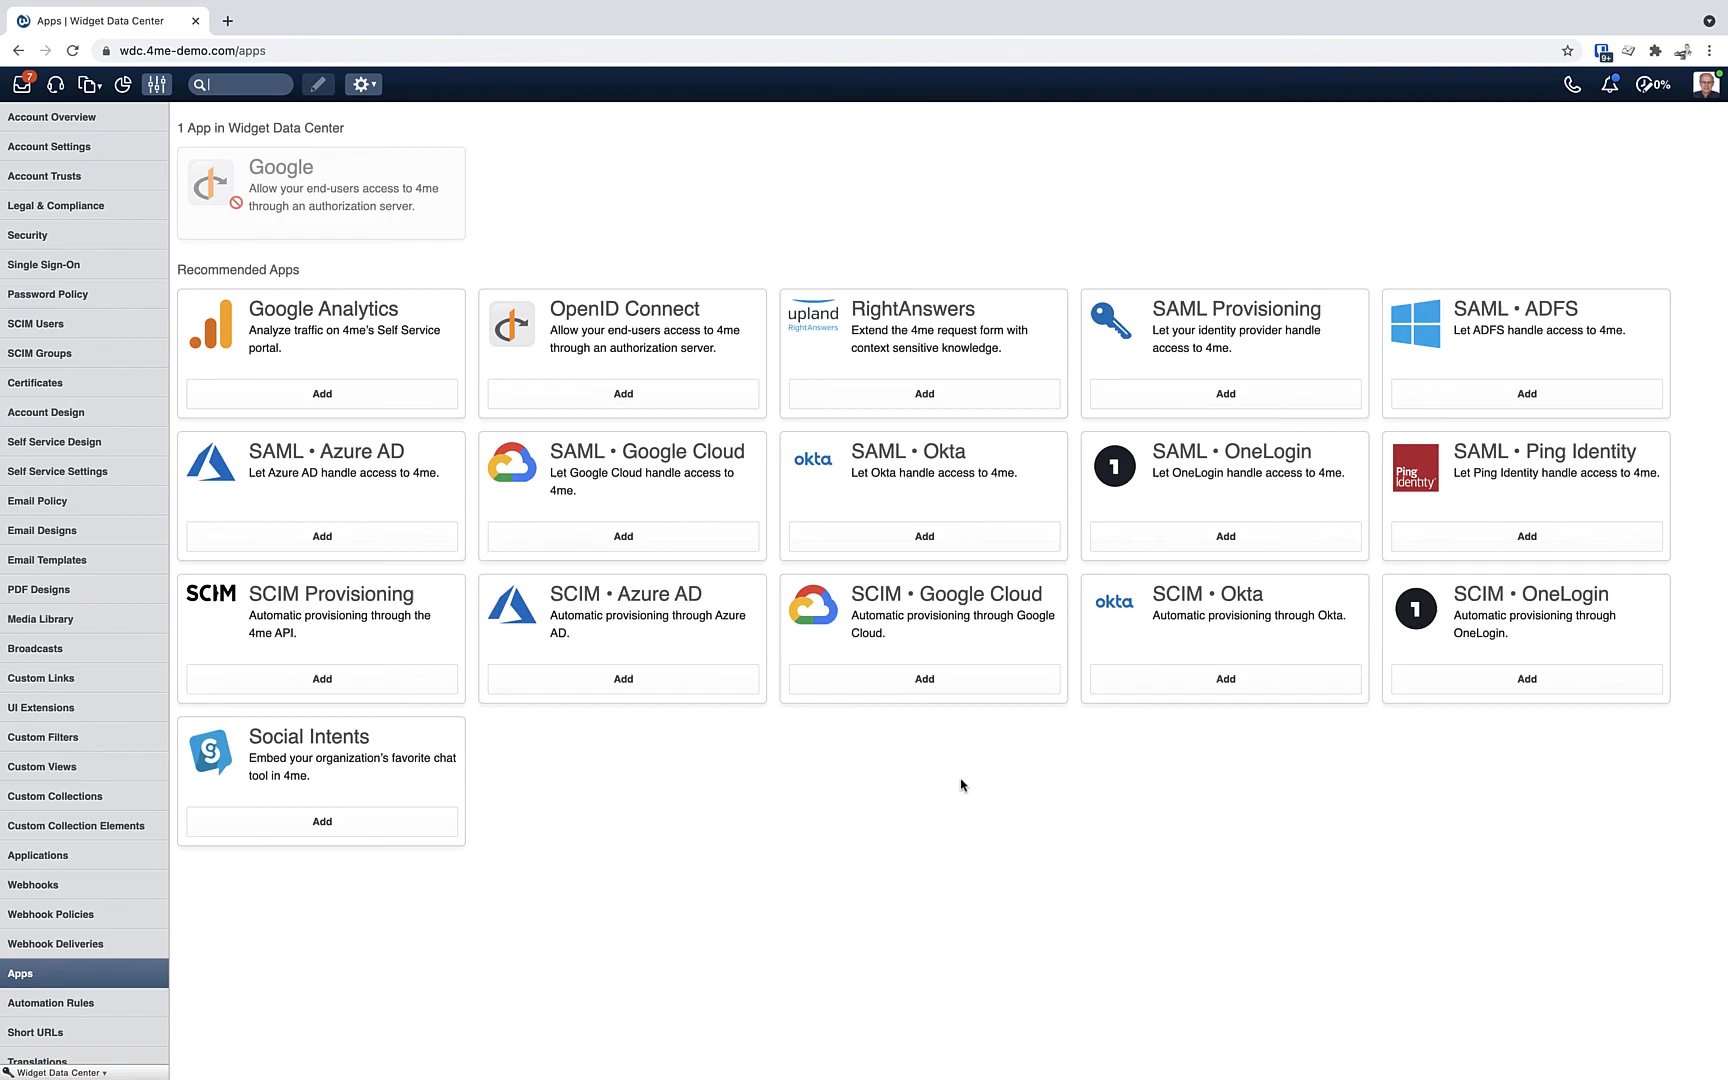 Apps | Widget Data Center
wdc.4me-demo.com/apps
9+
7
0%
Account Overview
Account Settings
Account Trusts
Legal & Compliance
Security
Single Sign-On
Password Policy
SCIM Users
SCIM Groups
Certificates
Account Design
Self Service Design
Self Service Settings
Email Policy
Email Designs
Email Templates
PDF Designs
Media Library
Broadcasts
Custom Links
UI Extensions
Custom Filters
Custom Views
Custom Collections
Custom Collection Elements
Applications
Webhooks
Webhook Policies
Webhook Deliveries
Apps
Automation Rules
Short URLs
Translations
Widget Data Center
1 App in Widget Data Center
Google
Allow your end-users access to 4me
through an authorization server.
Recommended Apps
Google Analytics
Analyze traffic on 4me's Self Service
portal.
Add
OpenID Connect
Allow your end-users access to 4me
through an authorization server.
Add
upland
RightAnswers
RightAnswers
Extend the 4me request form with
context sensitive knowledge.
Add
SAML Provisioning
Let your identity provider handle
access to 4me.
Add
SAML • ADFS
Let ADFS handle access to 4me.
Add
SAML • Azure AD
Let Azure AD handle access to 4me.
Add
SAML • Google Cloud
Let Google Cloud handle access to
4me.
Add
okta
SAML • Okta
Let Okta handle access to 4me.
Add
1
SAML • OneLogin
Let OneLogin handle access to 4me.
Add
Ping
Identity
SAML • Ping Identity
Let Ping Identity handle access to 4me.
Add
SCIM
SCIM Provisioning
Automatic provisioning through the
4me API.
Add
SCIM • Azure AD
Automatic provisioning through Azure
AD.
Add
SCIM • Google Cloud
Automatic provisioning through Google
Cloud.
Add
okta
SCIM • Okta
Automatic provisioning through Okta.
Add
1
SCIM • OneLogin
Automatic provisioning through
OneLogin.
Add
Social Intents
Embed your organization's favorite chat
tool in 4me.
Add